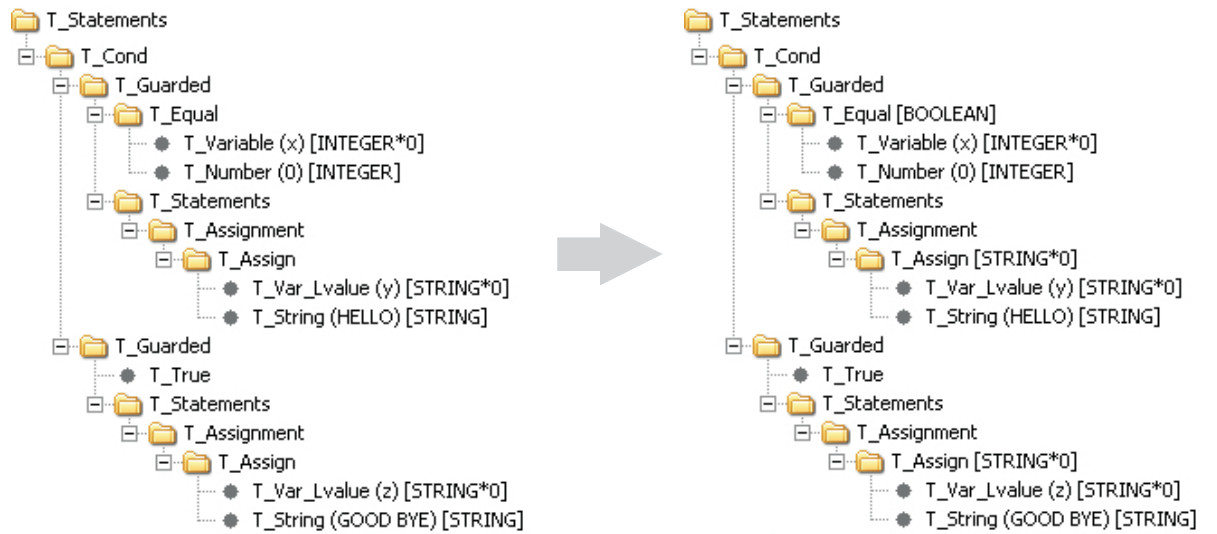 T_Statements
T_Cond
T_Guarded
T_Equal
T_Variable (x) [INTEGER*0]
T_Number (0) [INTEGER]
T_Statements
T_Assignment
T_Assign
T_Var_Lvalue (y) [STRING*0]
T_String (HELLO) [STRING]
T_Guarded
T_True
T_Statements
T_Assignment
T_Assign
T_Var_Lvalue (z) [STRING*0]
T_String (GOOD BYE) [STRING]
T_Statements
T_Cond
T_Guarded
T_Equal [BOOLEAN]
T_Variable (x) [INTEGER*0]
T_Number (0) [INTEGER]
T_Statements
T_Assignment
T_Assign [STRING*0]
T_Var_Lvalue (y) [STRING*0]
T_String (HELLO) [STRING]
T_Guarded
T_True
T_Statements
T_Assignment
T_Assign [STRING*0]
T_Var_Lvalue (z) [STRING*0]
T_String (GOOD BYE) [STRING]